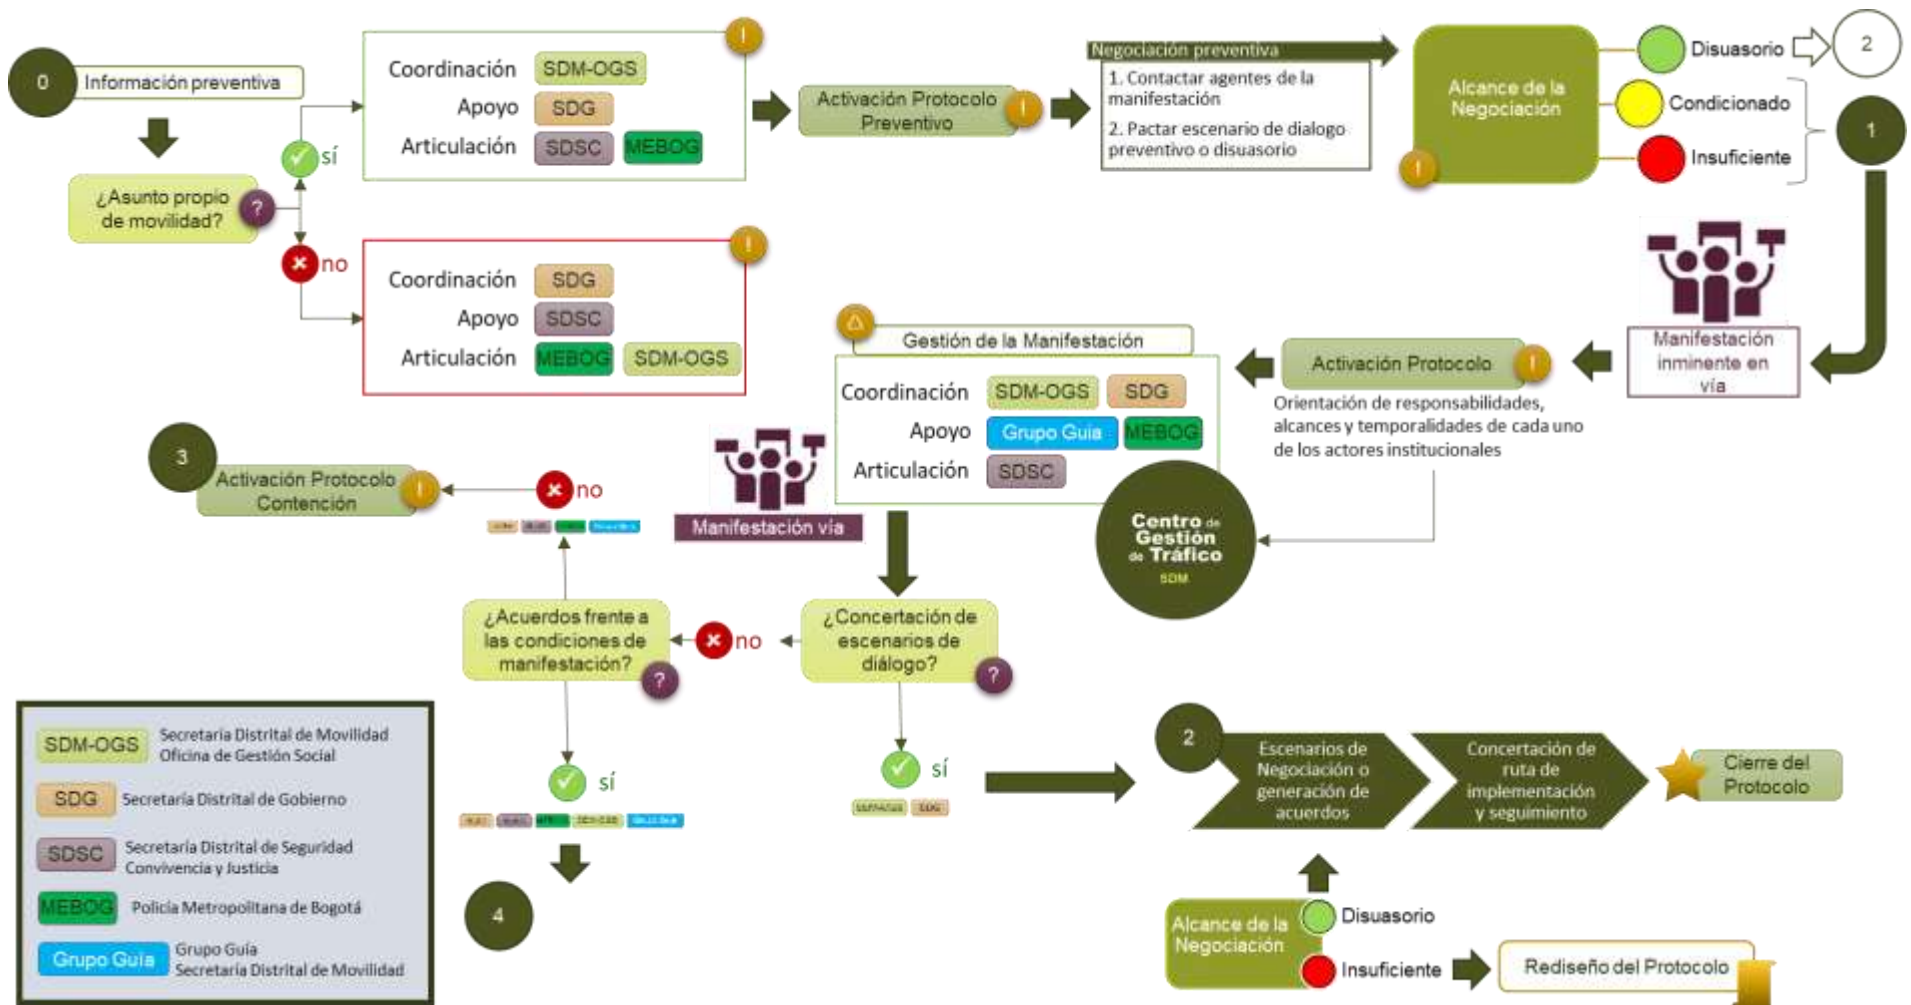 0
Información preventiva
¿Asunto propio
de movilidad?
?
sí
no
!
Coordinación SDM-OGS
Apoyo SDG
Articulación SDSC MEBOG
!
Coordinación SDG
Apoyo SDSC
Articulación MEBOG SDM-OGS
Activación Protocolo
Preventivo
!
Negociación preventiva
1. Contactar agentes de la
manifestación
2. Pactar escenario de dialogo
preventivo o disuasorio
Alcance de la
Negociación
!
Disuasorio
2
Condicionado
Insuficiente
1
Manifestación
inminente en
vía
Activación Protocolo
!
Orientación de responsabilidades,
alcances y temporalidades de cada uno
de los actores institucionales
Gestión de la Manifestación
Coordinación SDM-OGS SDG
Apoyo Grupo Guía MEBOG
Articulación SDSC
Centro de
Gestión
de Tráfico
SDM
Manifestación vía
3
Activación Protocolo
Contención
!
no
¿Acuerdos frente a
las condiciones de
manifestación?
?
no
¿Concertación de
escenarios de
diálogo?
?
sí
4
sí
SDG
2
Escenarios de
Negociación o
generación de
acuerdos
Concertación de
ruta de
implementación
y seguimiento
Cierre del
Protocolo
Alcance de la
Negociación
Disuasorio
Insuficiente
Rediseño del Protocolo
SDM-OGS
Secretaría Distrital de Movilidad
Oficina de Gestión Social
SDG
Secretaría Distrital de Gobierno
SDSC
Secretaría Distrital de Seguridad
Convivencia y Justicia
MEBOG
Policía Metropolitana de Bogotá
Grupo Guía
Grupo Guía
Secretaría Distrital de Movilidad